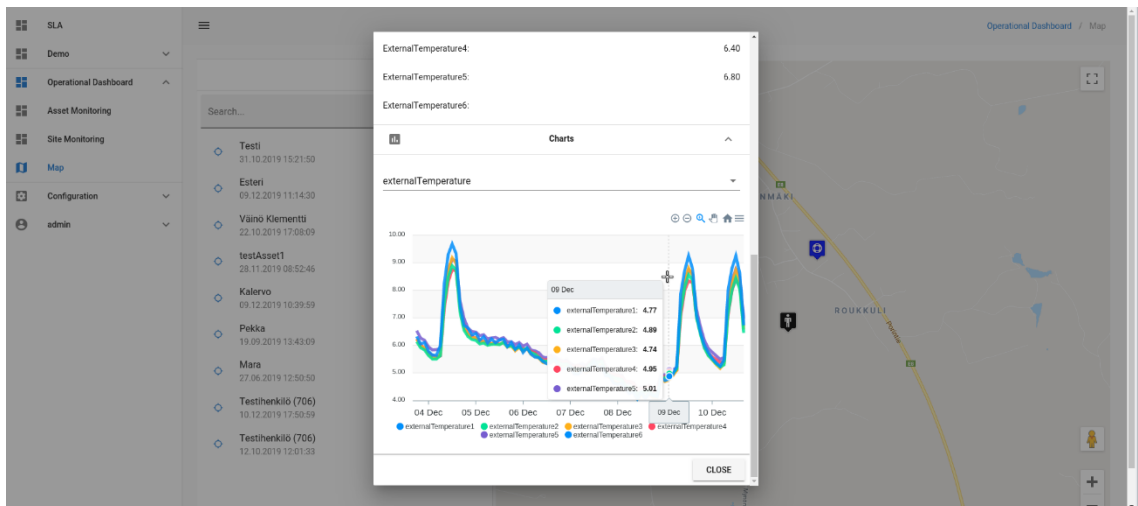 SLA
Demo
Operational Dashboard
Asset Monitoring
Site Monitoring
Map
Configuration
admin
Operational Dashboard / Map
Search...
Testi
31.10.2019 15:21:50
Esteri
09.12.2019 11:14:30
Väinö Klementti
22.10.2019 17:08:09
testAsset1
28.11.2019 08:52:46
Kalervo
09.12.2019 10:39:59
Pekka
19.09.2019 13:43:09
Mara
27.06.2019 12:50:50
Testihenkilö (706)
10.12.2019 17:50:59
Testihenkilö (706)
12.10.2019 12:01:33
ExternalTemperature4: 6.40
ExternalTemperature5: 6.80
ExternalTemperature6:
Charts
externalTemperature
10.00
9.00
8.00
7.00
6.00
5.00
4.00
09 Dec
externalTemperature1: 4.77
externalTemperature2: 4.89
externalTemperature3: 4.74
externalTemperature4: 4.95
externalTemperature5: 5.01
04 Dec 05 Dec 06 Dec 07 Dec 08 Dec 09 Dec 10 Dec
externalTemperature1 externalTemperature2 externalTemperature3 externalTemperature4
externalTemperature5 externalTemperature6
CLOSE
NMÄKI
ROUKKULI